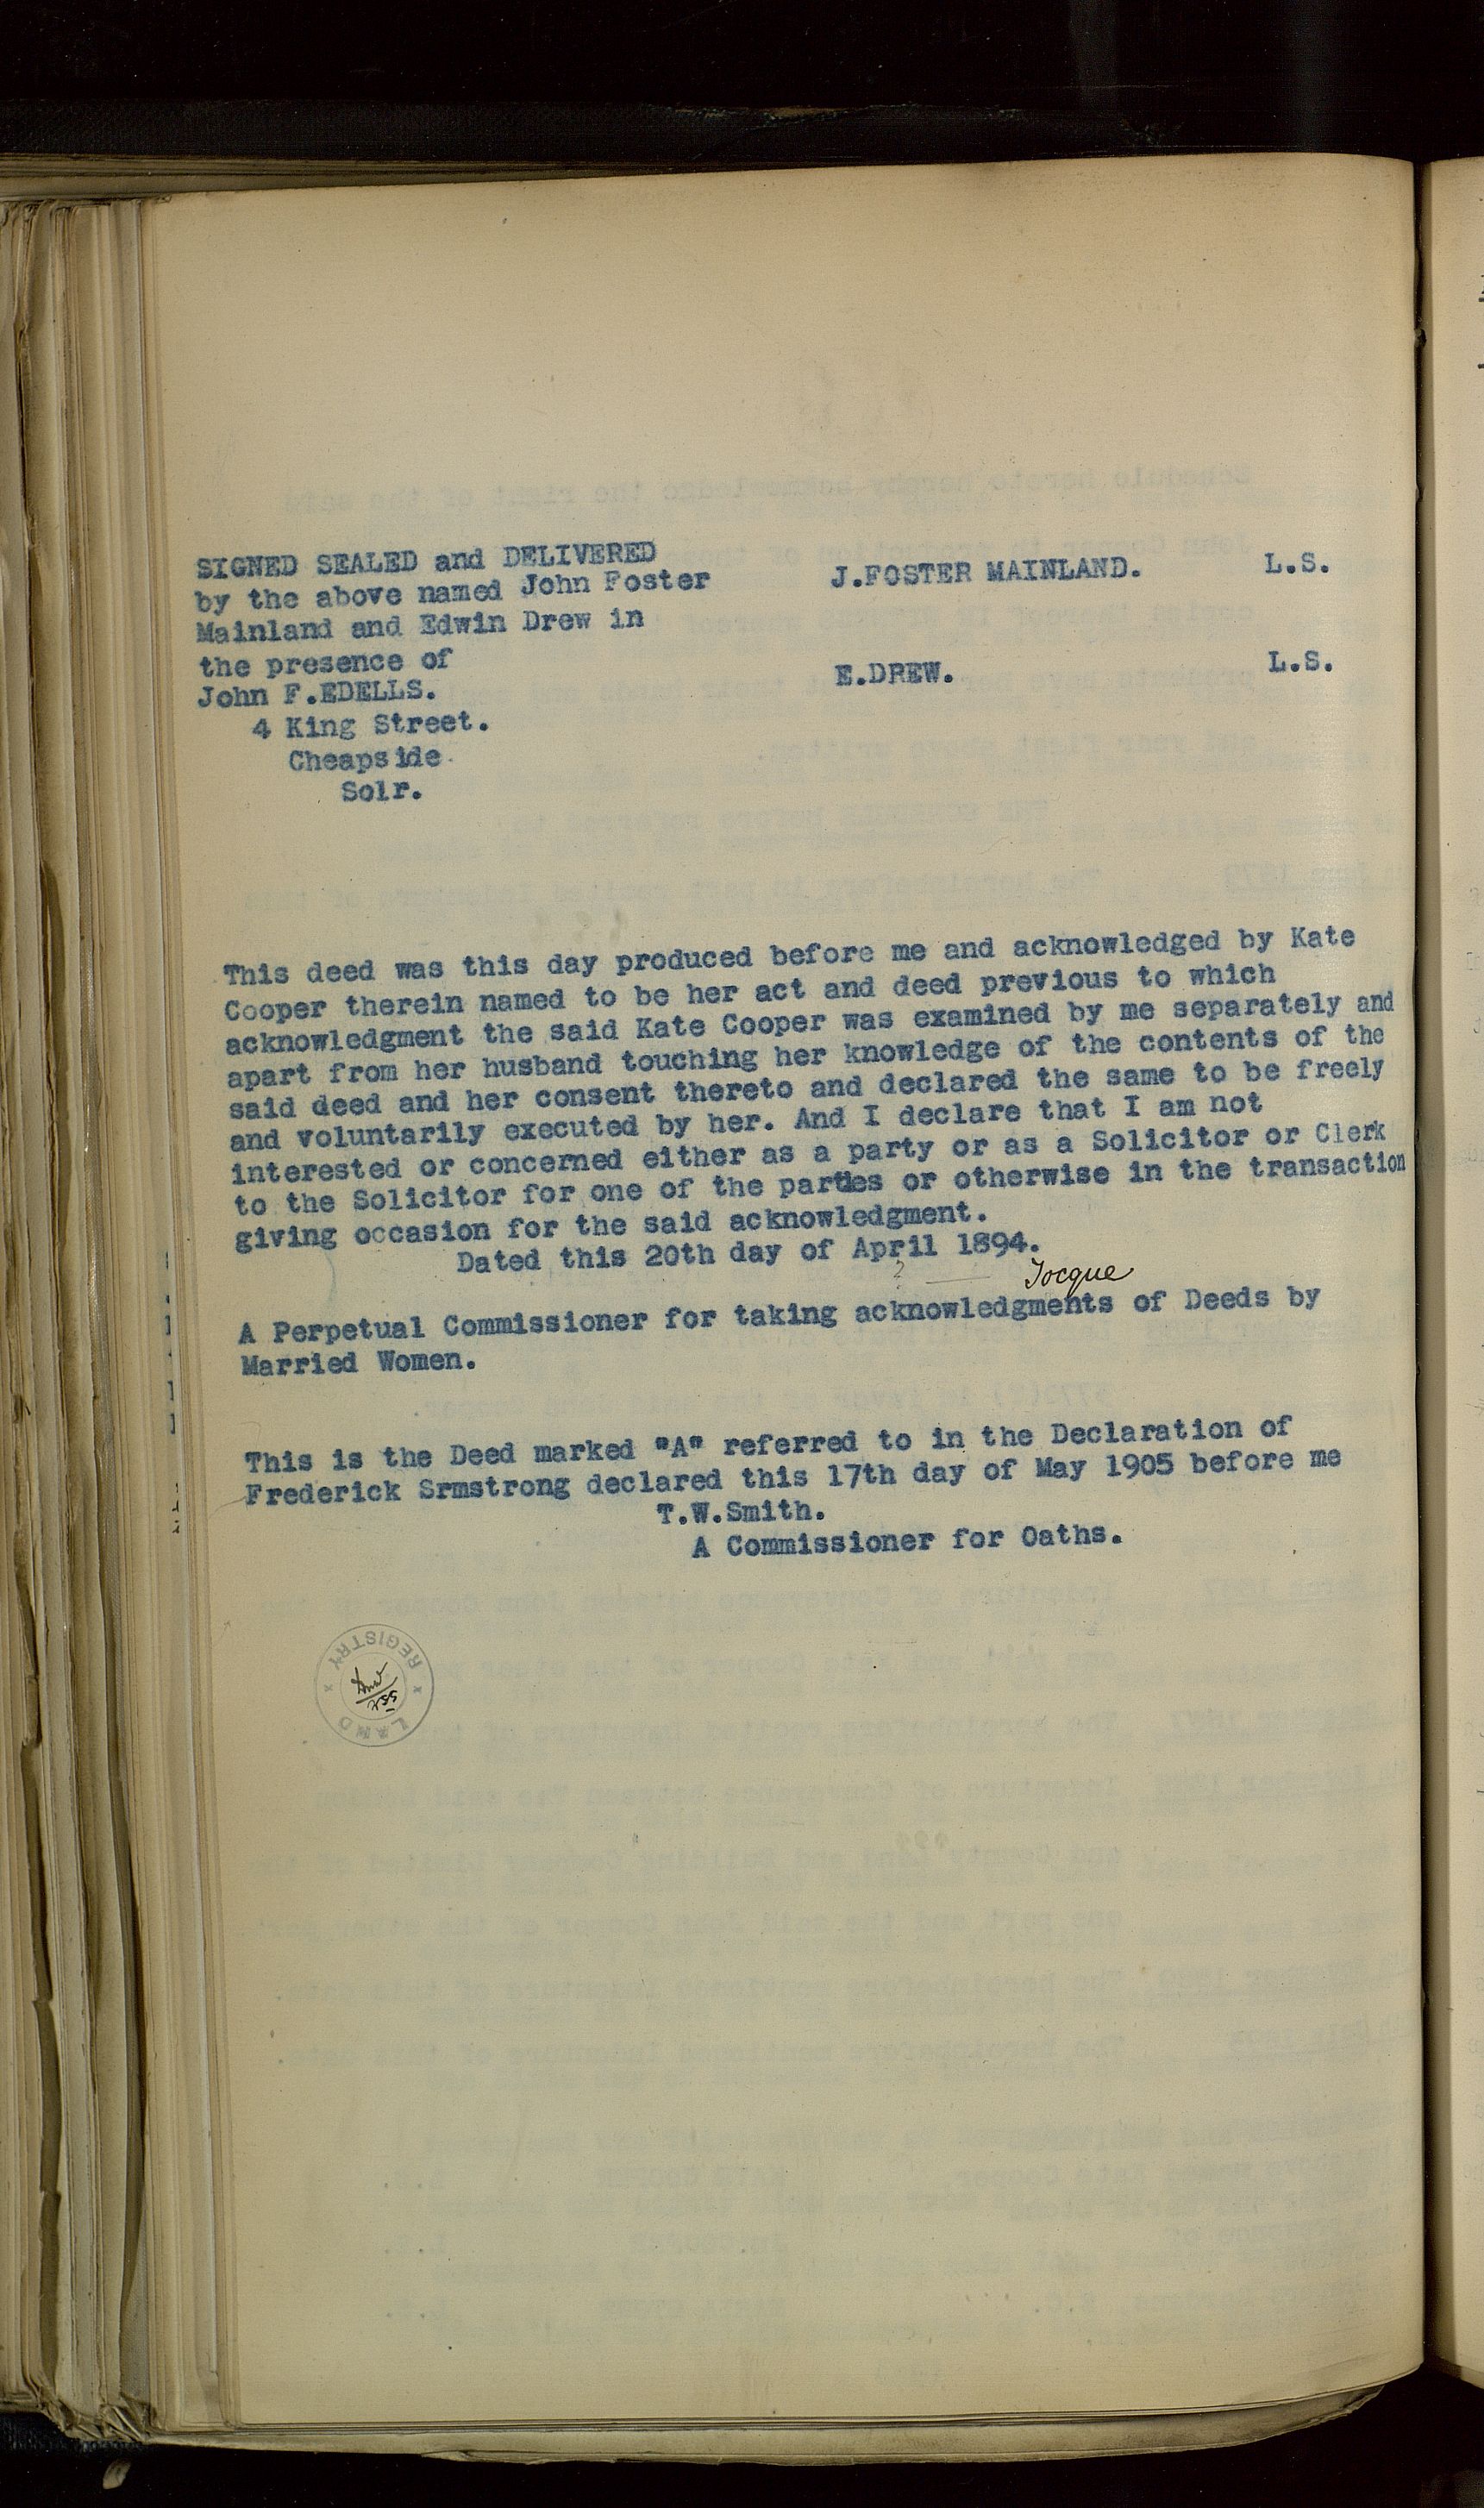 SIGNED SEALED and DELIVERED
by the above named John Foster J.FOSTER MAINLAND. L.S.
Mainland and Edwin Drew in
the presence of E.DREW. L.S.
John F.EDELLS.
4 King Street.
Cheapside
Solr.
This deed was this day produced before me and acknowledged by Kate
Cooper therein named to be her act and deed previous to which
acknowledgment the said Kate Cooper was examined by me separately and
apart from her husband touching her knowledge of the contents of the
said deed and her consent thereto and declared the same to be freely
and voluntarily executed by her. And I declare that I am not
interested or concerned either as a party or as a Solicitor or Clerk
to the Solicitor for one of the parties or otherwise in the transaction
giving occasion for the said acknowledgment.
Dated this 20th day of April 1894.
? — Jocque
A Perpetual Commissioner for taking acknowledgments of Deeds by
Married Women.
This is the Deed marked "A" referred to in the Declaration of
Frederick Srmstrong declared this 17th day of May 1905 before me
T.W.Smith.
A Commissioner for Oaths.
LAND REGISTRY